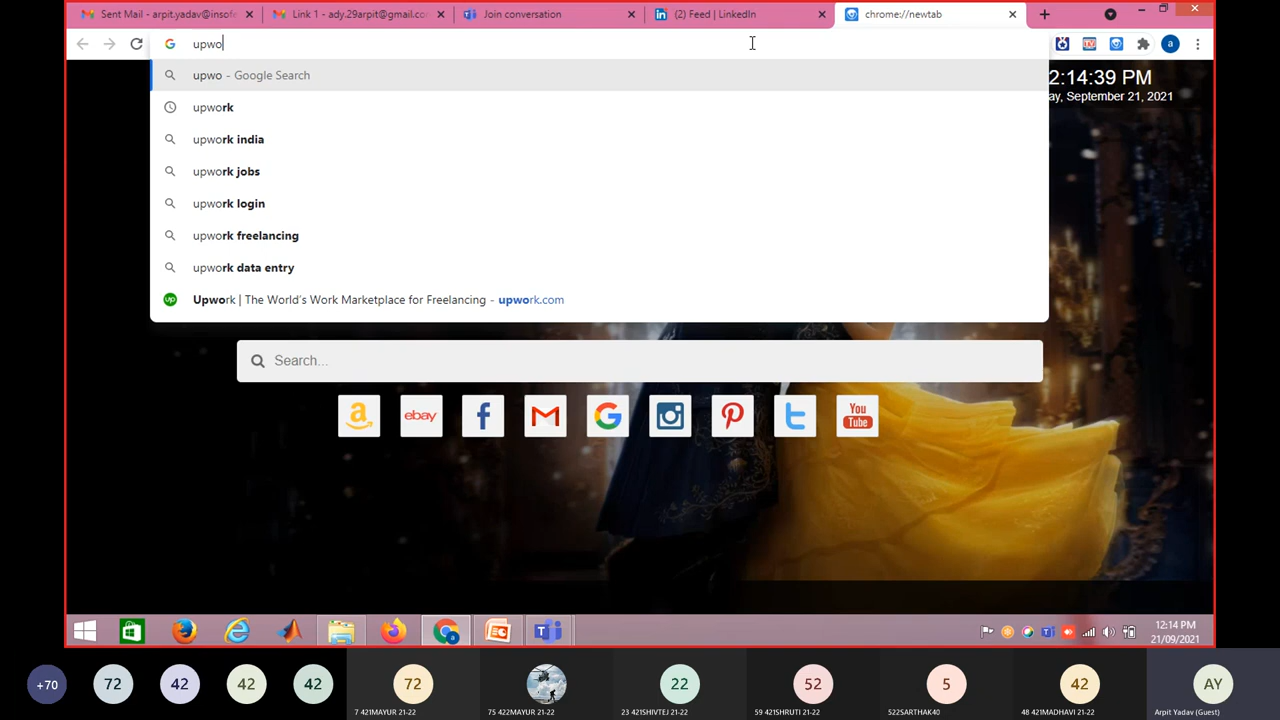 Sent Mail - arpit.yadav@insofe
Link 1 - ady.29arpit@gmail.co
Join conversation
(2) Feed | LinkedIn
chrome://newtab
upwo
a
upwo - Google Search
upwork
upwork india
upwork jobs
upwork login
upwork freelancing
upwork data entry
up
Upwork | The World's Work Marketplace for Freelancing - upwork.com
2:14:39 PM
ay, September 21, 2021
Search...
a
ebay
f
G
You
Tube
12:14 PM
21/09/2021
+70
72
42
42
42
72
22
52
5
42
AY
7 421MAYUR 21-22
75 422MAYUR 21-22
23 421SHIVTEJ 21-22
59 421SHRUTI 21-22
522SARTHAK40
48 421MADHAVI 21-22
Arpit Yadav (Guest)